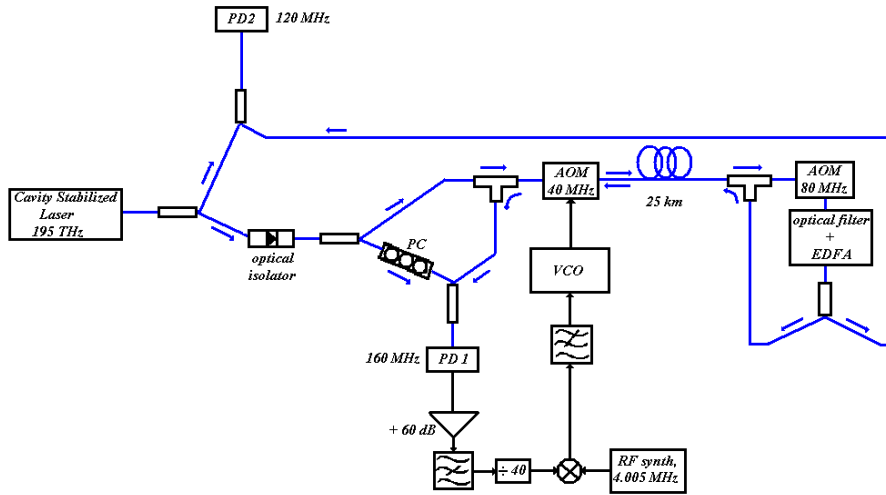 PD2
120 MHz
Cavity Stabilized
Laser
195 THz
optical
isolator
PC
AOM
40 MHz
25 km
AOM
80 MHz
optical filter
+
EDFA
VCO
160 MHz
PD 1
+ 60 dB
÷ 40
RF synth,
4.005 MHz